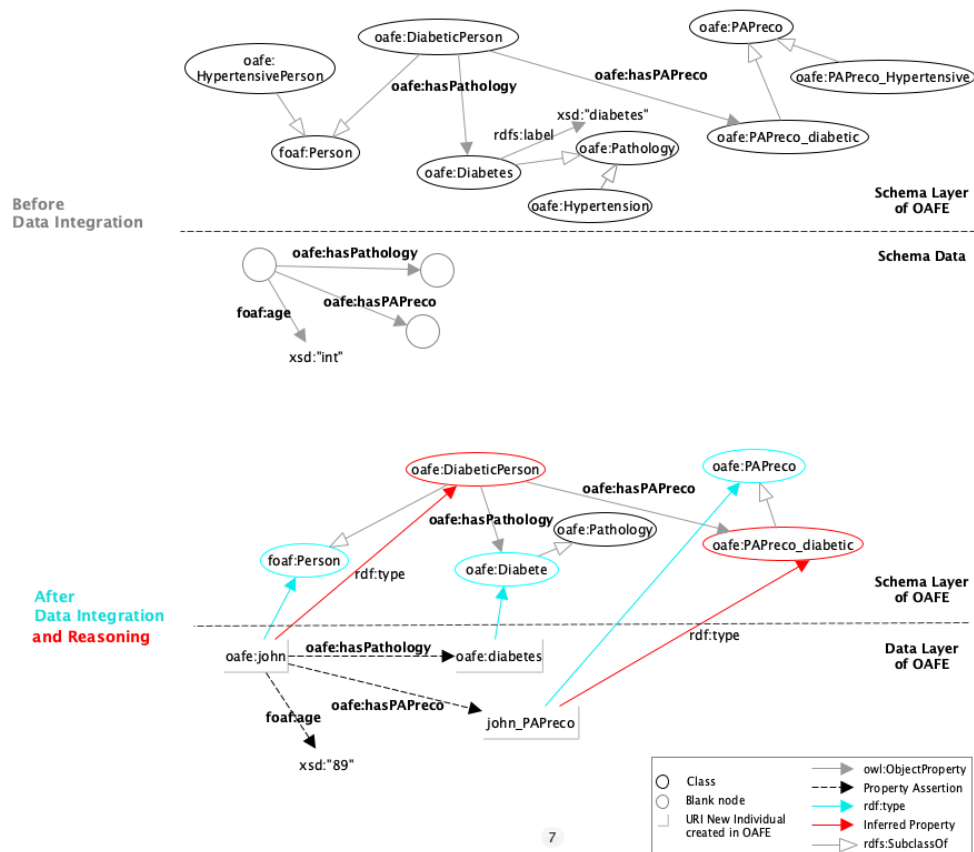 oafe:
HypertensivePerson
oafe:DiabeticPerson
oafe:PAPreco
oafe:hasPAPreco
oafe:PAPreco_Hypertensive
oafe:hasPathology
xsd:"diabetes"
rdfs:label
oafe:PAPreco_diabetic
foaf:Person
oafe:Pathology
oafe:Diabetes
oafe:Hypertension
Before
Data Integration
Schema Layer
of OAFE
Schema Data
oafe:hasPathology
oafe:hasPAPreco
foaf:age
xsd:"int"
oafe:DiabeticPerson
oafe:PAPreco
oafe:hasPAPreco
oafe:hasPathology
oafe:Pathology
oafe:PAPreco_diabetic
foaf:Person
rdf:type
oafe:Diabete
After
Data Integration
and Reasoning
Schema Layer
of OAFE
rdf:type
oafe:hasPathology
oafe:john
oafe:diabetes
Data Layer
of OAFE
oafe:hasPAPreco
foaf:age
john_PAPreco
xsd:"89"
Class
Blank node
URI New Individual
created in OAFE
owl:ObjectProperty
Property Assertion
rdf:type
Inferred Property
rdfs:SubclassOf
7